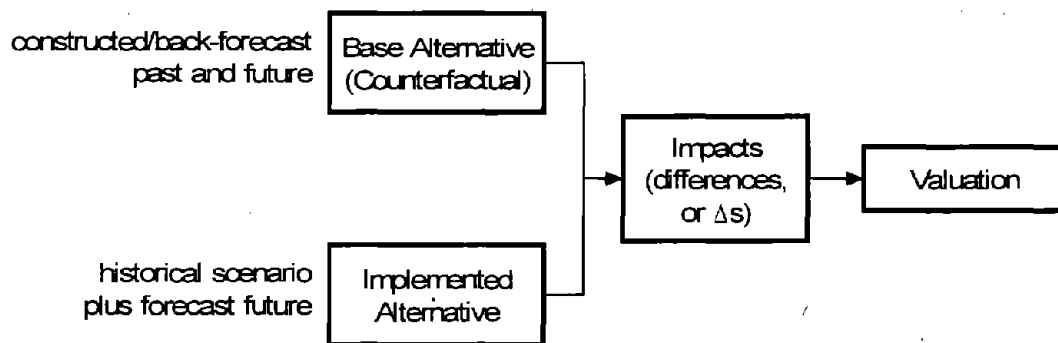 constructed/back-forecast
past and future
Base Alternative
(Counterfactual)
Impacts
(differences,
or Δs)
Valuation
historical scenario
plus forecast future
Implemented
Alternative